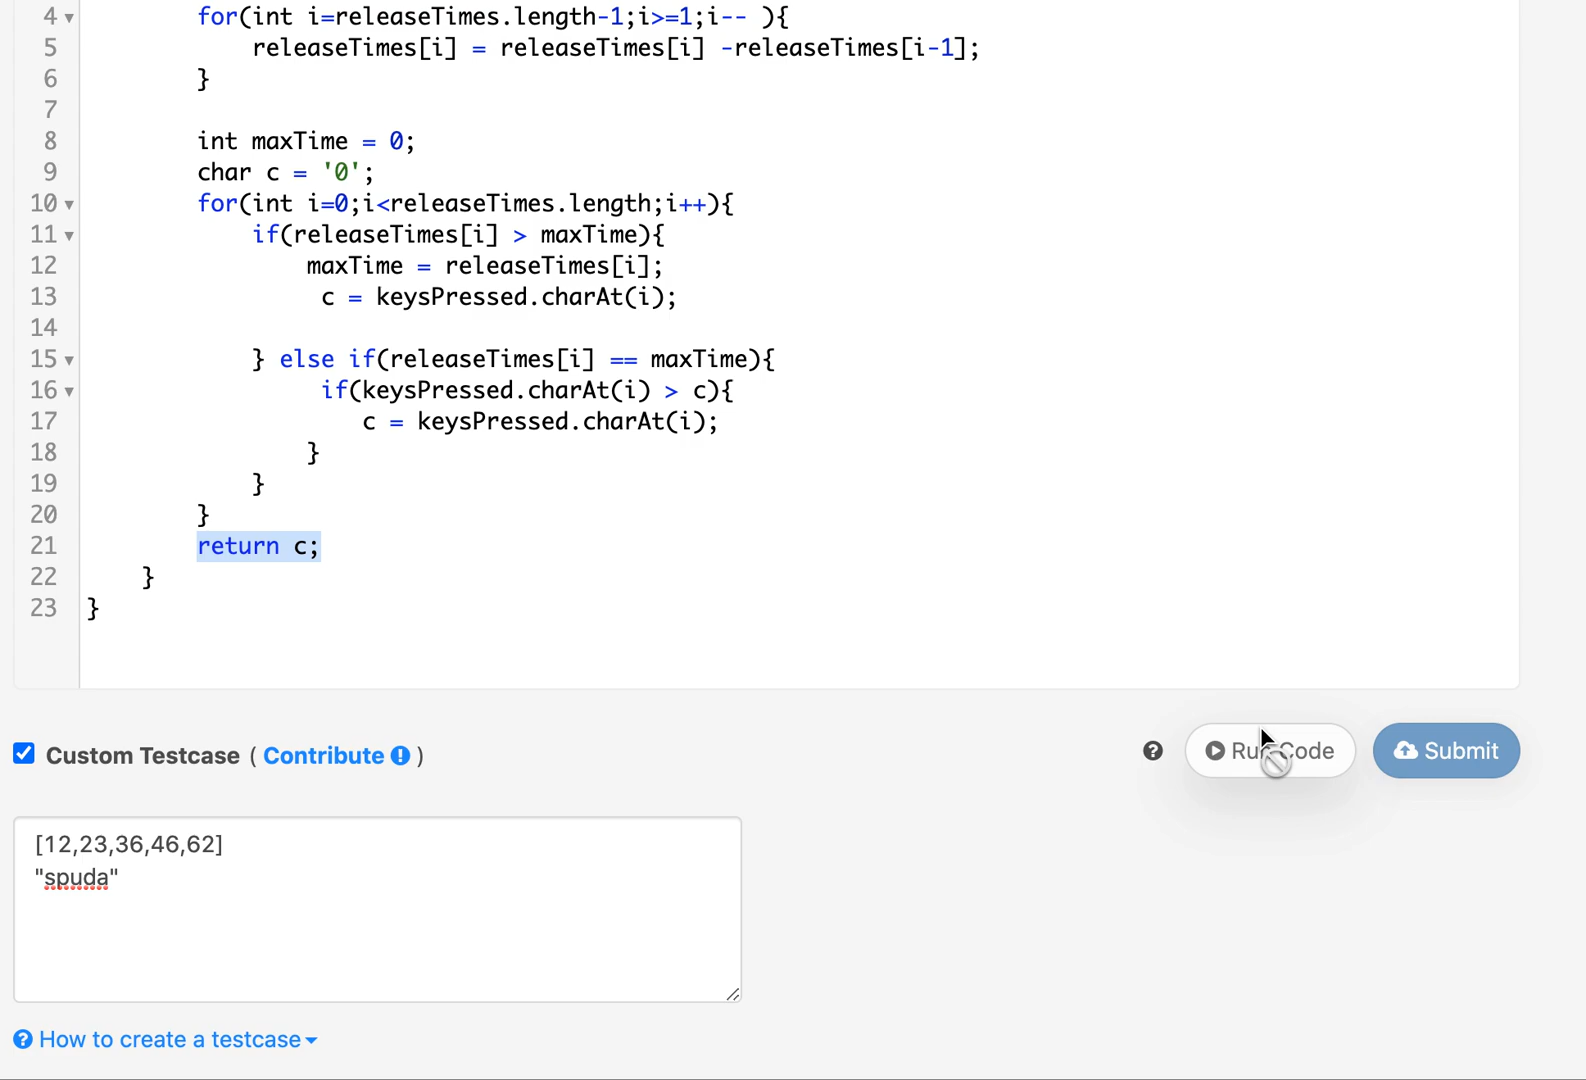 4 for(int i=releaseTimes.length-1;i>=1;i-- ){
5 releaseTimes[i] = releaseTimes[i] -releaseTimes[i-1];
6 }
7
8 int maxTime = 0;
9 char c = '0';
10 for(int i=0;i<releaseTimes.length;i++){
11 if(releaseTimes[i] > maxTime){
12 maxTime = releaseTimes[i];
13 c = keysPressed.charAt(i);
14
15 } else if(releaseTimes[i] == maxTime){
16 if(keysPressed.charAt(i) > c){
17 c = keysPressed.charAt(i);
18 }
19 }
20 }
21 return c;
22 }
23 }
Custom Testcase ( Contribute ! ) ? Run Code Submit
[12,23,36,46,62]
"spuda"
? How to create a testcase